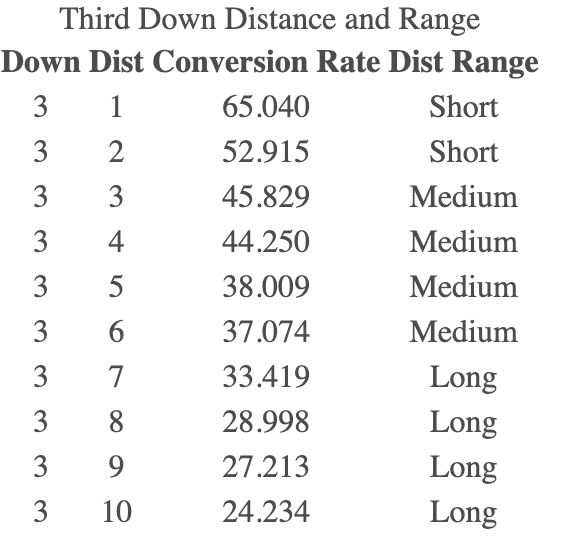 Third Down Distance and Range
Down Dist Conversion Rate Dist Range
3 1 65.040 Short
3 2 52.915 Short
3 3 45.829 Medium
3 4 44.250 Medium
3 5 38.009 Medium
3 6 37.074 Medium
3 7 33.419 Long
3 8 28.998 Long
3 9 27.213 Long
3 10 24.234 Long